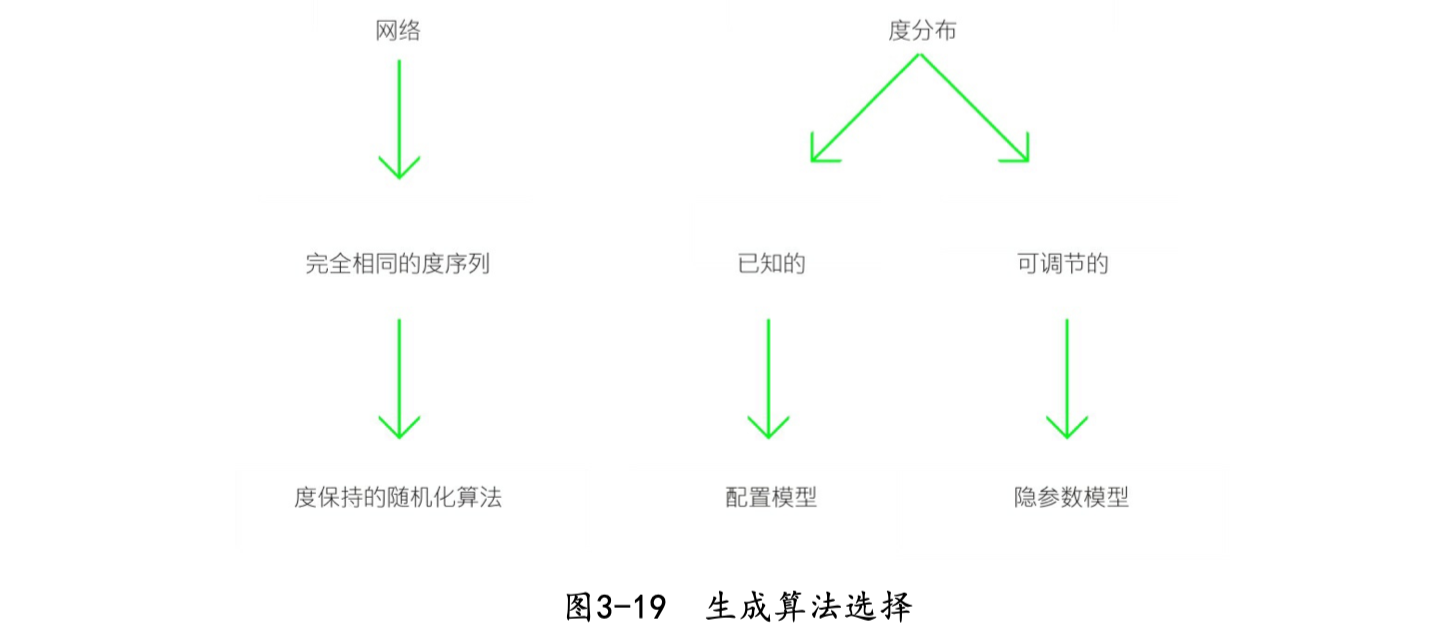 网络 度分布
完全相同的度序列 已知的 可调节的
度保持的随机化算法 配置模型 隐参数模型
图3-19 生成算法选择